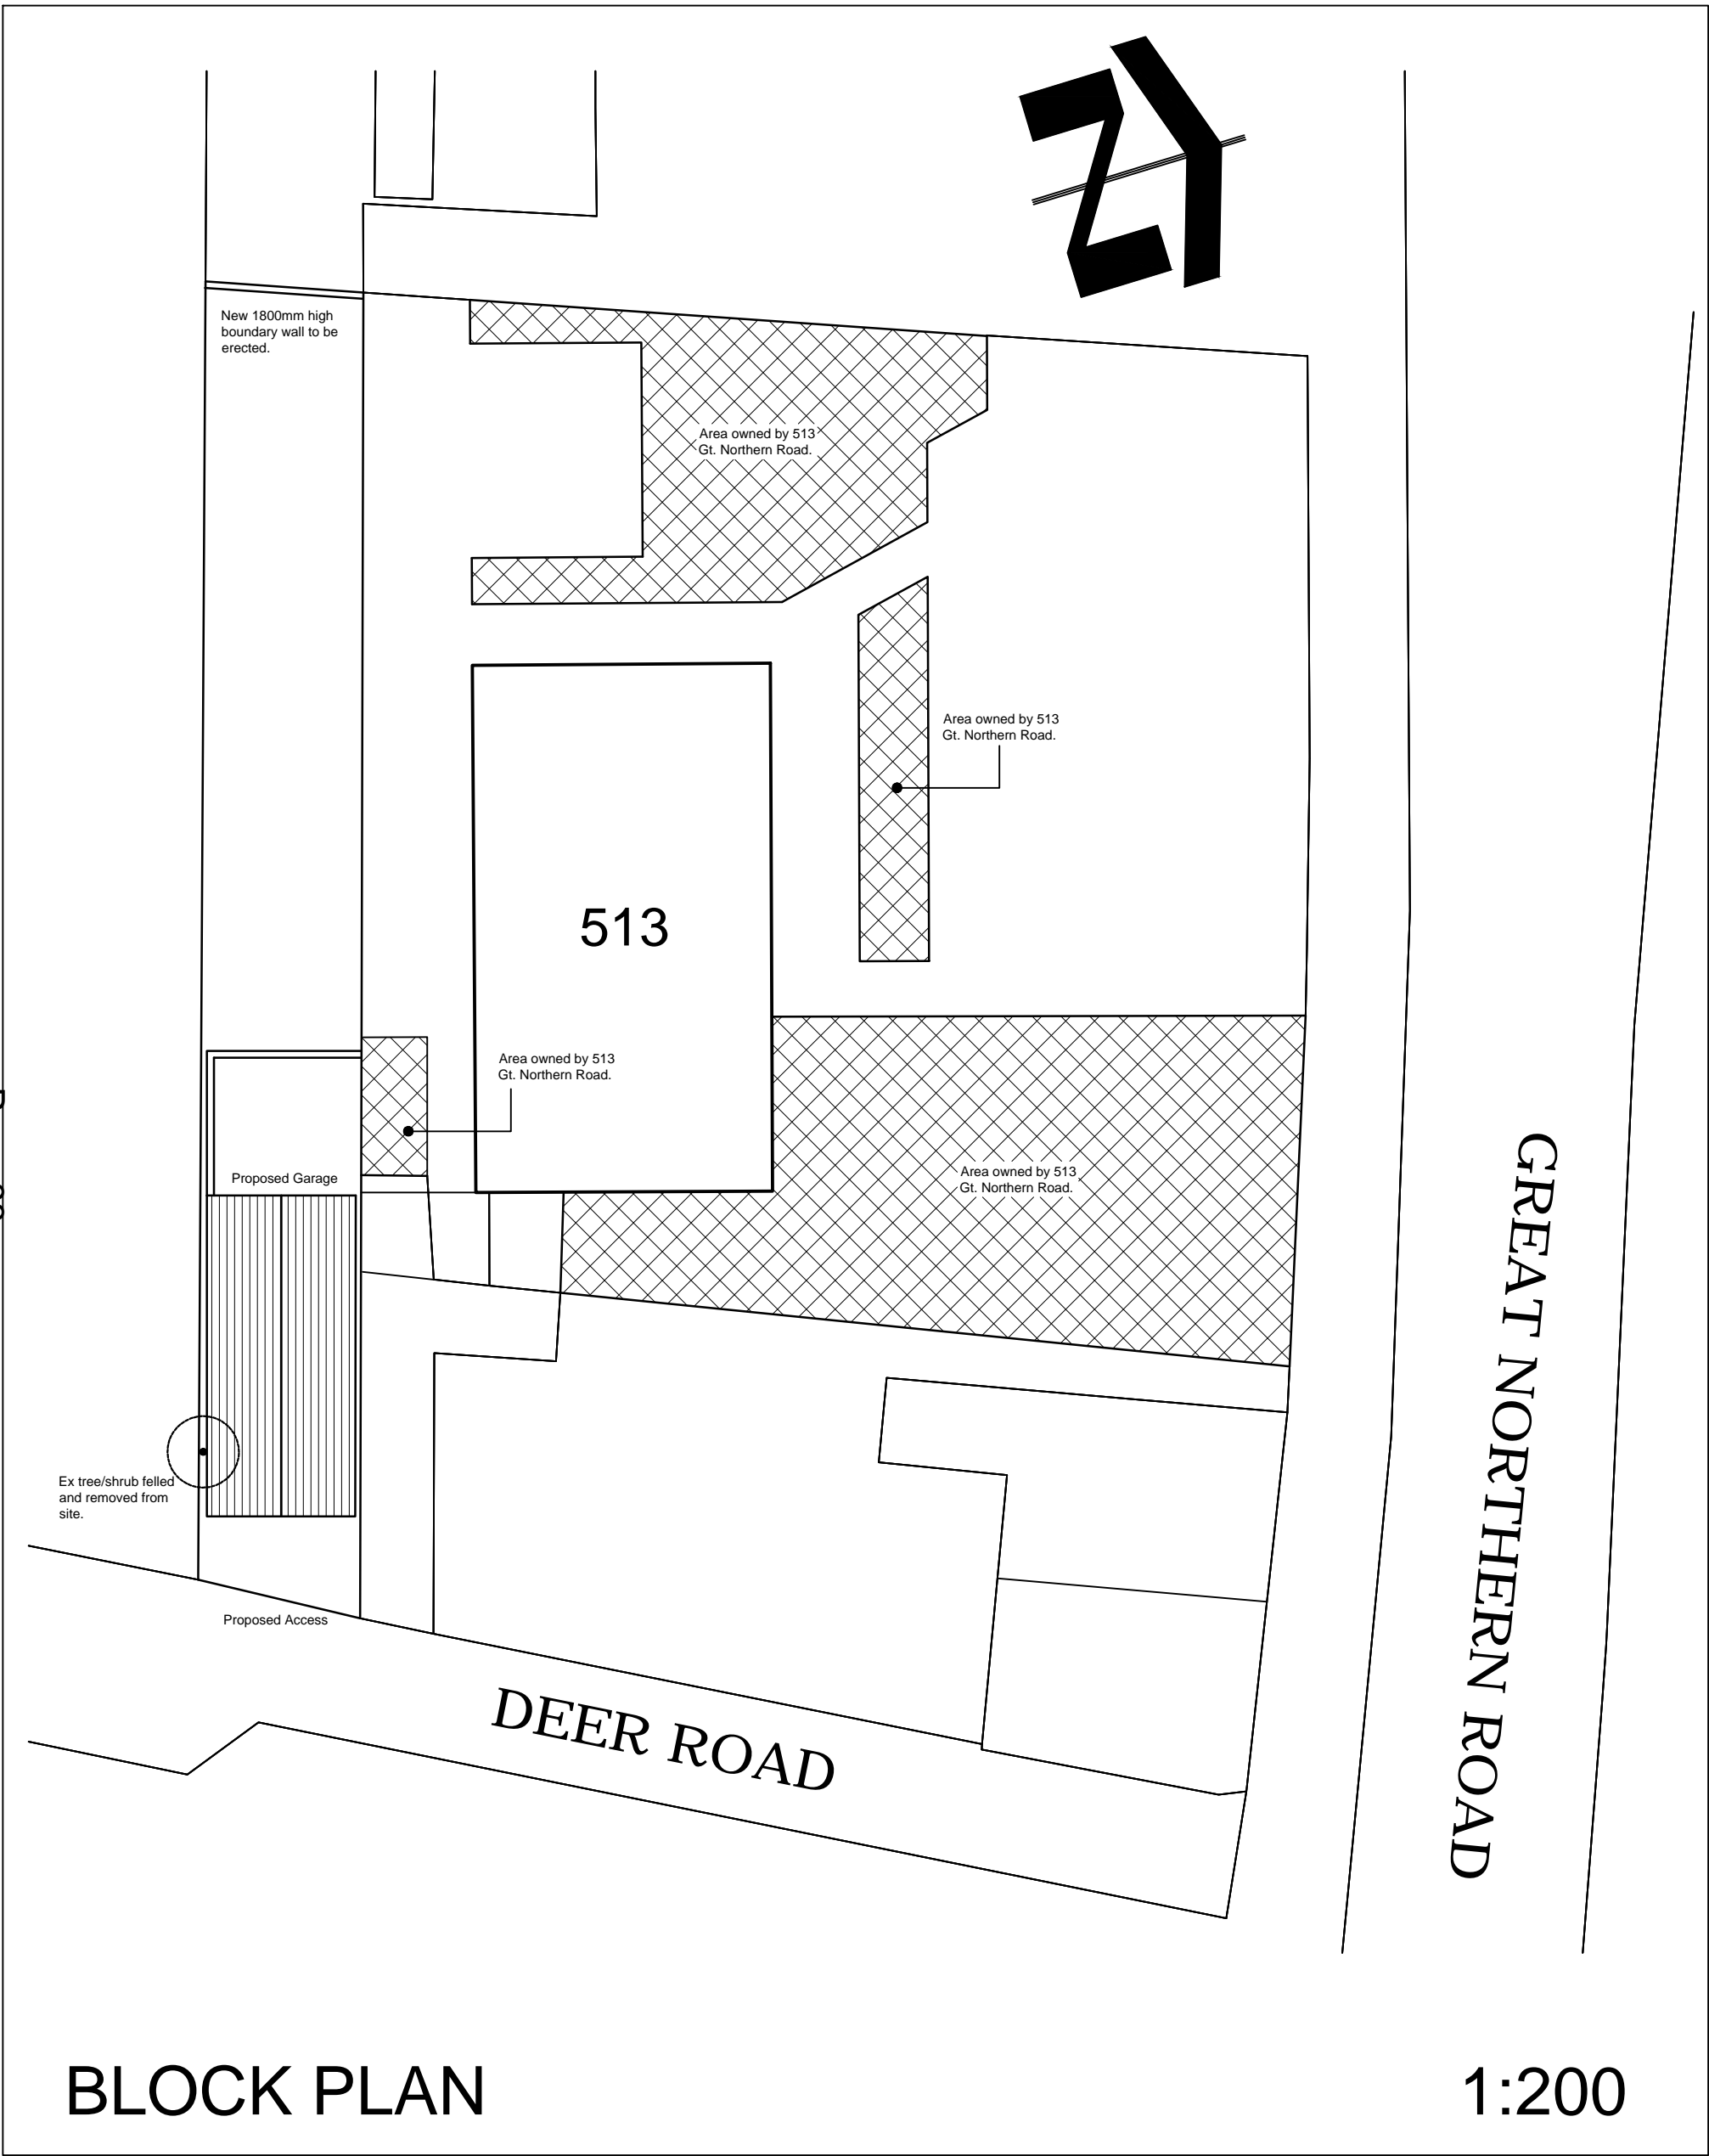 New 1800mm high
boundary wall to be
erected.
Area owned by 513
Gt. Northern Road.
Area owned by 513
Gt. Northern Road.
513
Area owned by 513
Gt. Northern Road.
Area owned by 513
Gt. Northern Road.
Proposed Garage
Ex tree/shrub felled
and removed from
site.
Proposed Access
DEER ROAD
GREAT NORTHERN ROAD
N
BLOCK PLAN
1:200